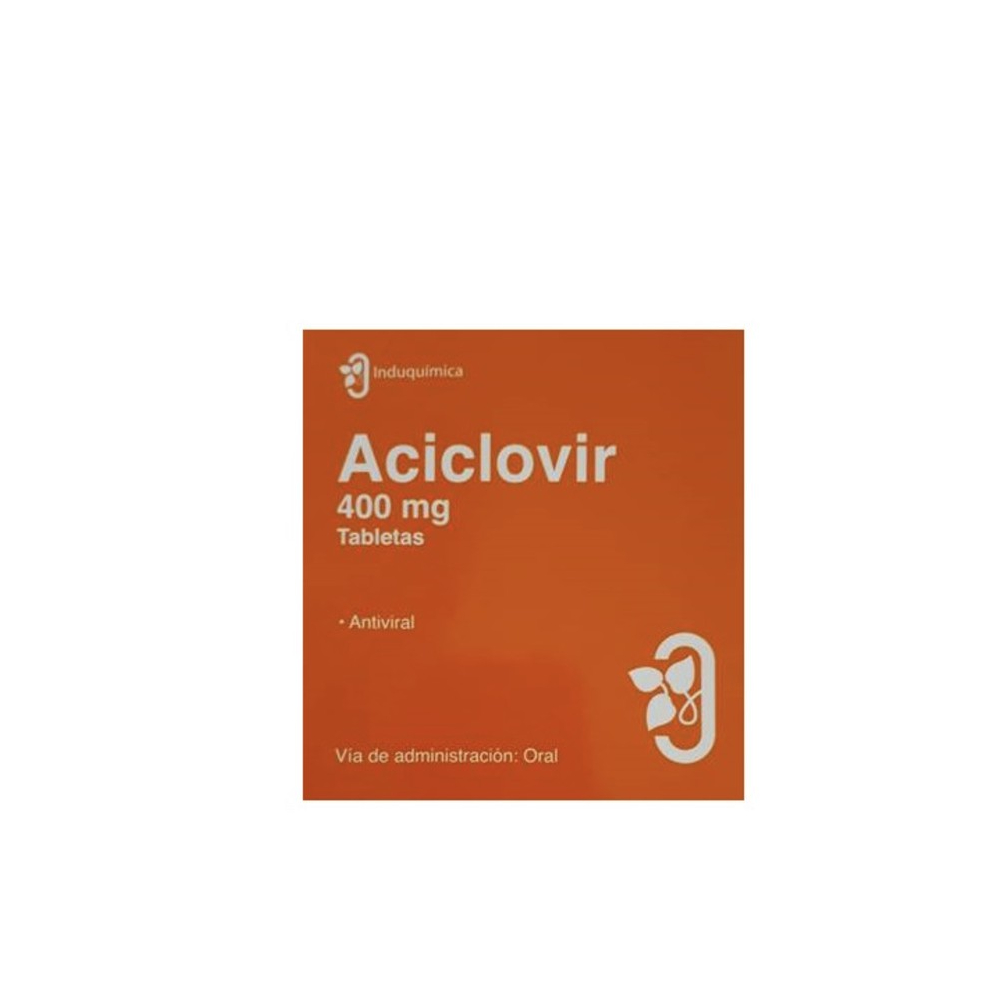 Induquímica
Aciclovir
400 mg
Tabletas
• Antiviral
Vía de administración: Oral